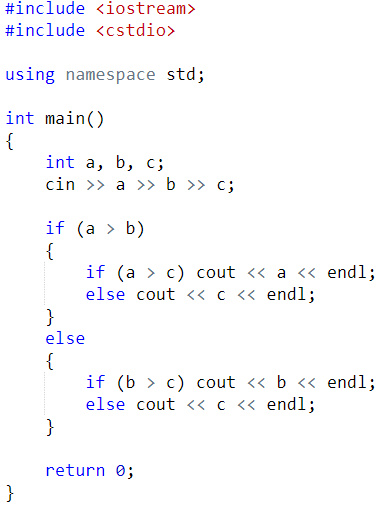 #include <iostream>
#include <cstdio>
using namespace std;
int main()
{
    int a, b, c;
    cin >> a >> b >> c;
    if (a > b)
    {
        if (a > c) cout << a << endl;
        else cout << c << endl;
    }
    else
    {
        if (b > c) cout << b << endl;
        else cout << c << endl;
    }
    return 0;
}